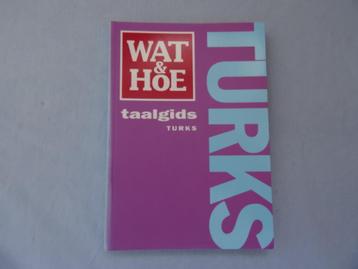 WAT
&
HOE
taalgids
TURKS
TURKS